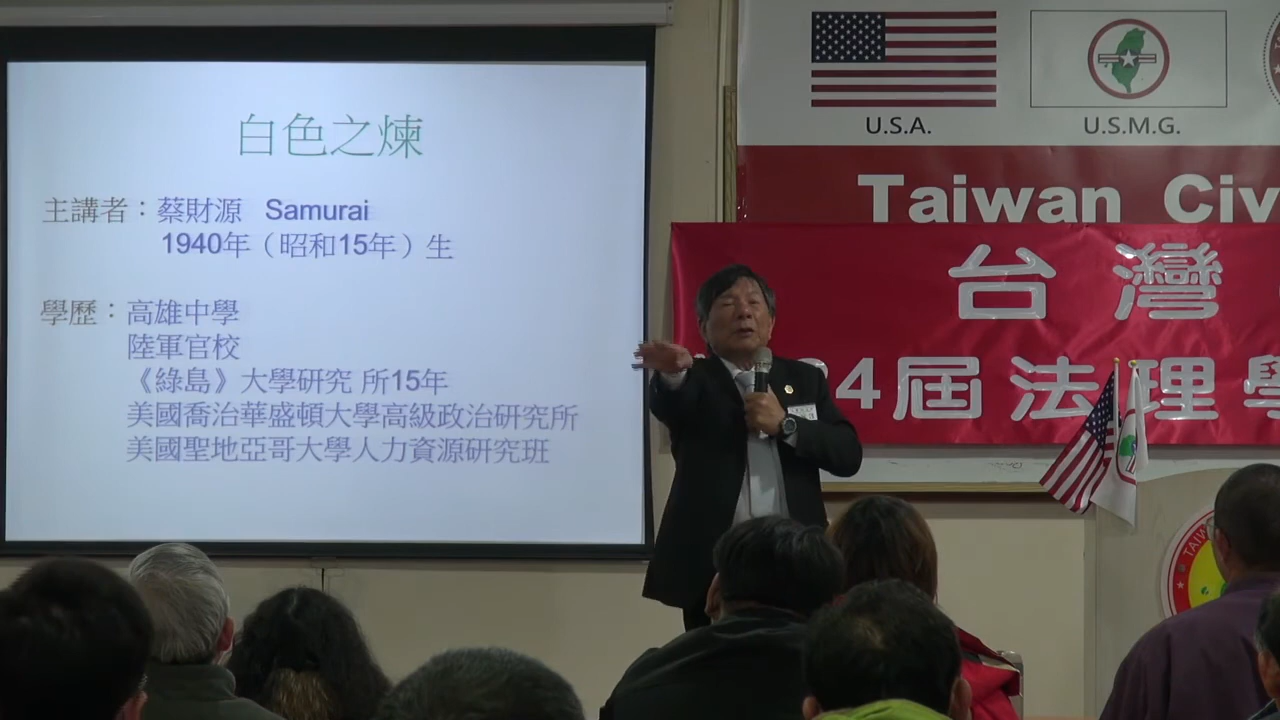 白色之煉
主講者：蔡財源 Samurai
1940年（昭和15年）生
學歷：高雄中學
陸軍官校
《綠島》大學研究 所15年
美國喬治華盛頓大學高級政治研究所
美國聖地亞哥大學人力資源研究班
U.S.A.
U.S.M.G.
Taiwan Civ
台灣
4屆法理學
TAIW